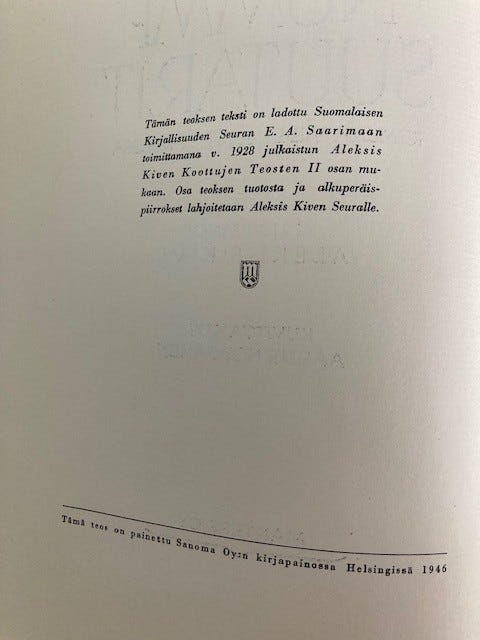 Tämän teoksen teksti on ladottu Suomalaisen
Kirjallisuuden Seuran E. A. Saarimaan
toimittamana v. 1928 julkaistun Aleksis
Kiven Koottujen Teosten II osan mu-
kaan. Osa teoksen tuotosta ja alkuperäis-
piirrokset lahjoitetaan Aleksis Kiven Seuralle.
Tämä teos on painettu Sanoma Oy:n kirjapainossa Helsingissä 1946